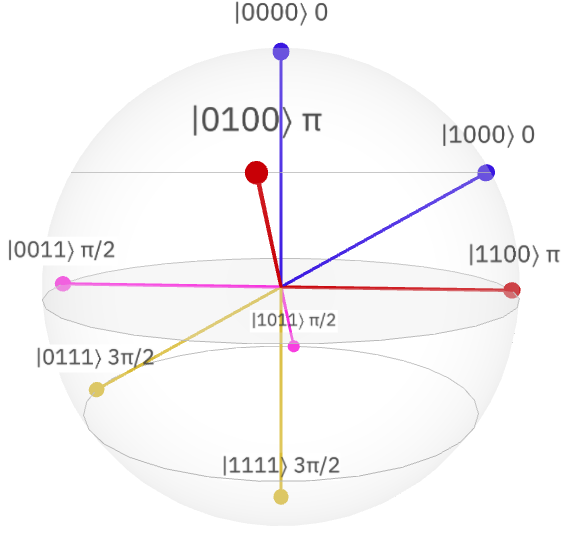 |0000⟩ 0
|0100⟩ π
|1000⟩ 0
|0011⟩ π/2
|1100⟩ π
|1011⟩ π/2
|0111⟩ 3π/2
|1111⟩ 3π/2